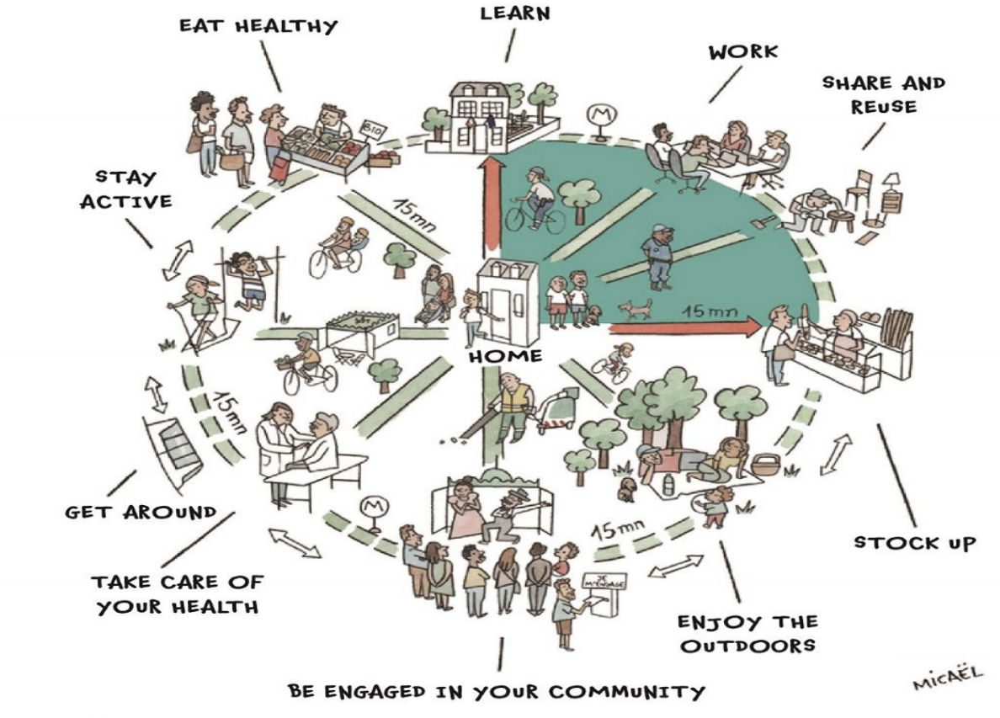 LEARN
EAT HEALTHY
WORK
SHARE AND
REUSE
M
BIO
STAY
ACTIVE
15mn
15mn
HOME
15mn
M
GET AROUND
15mn
STOCK UP
TAKE CARE OF
YOUR HEALTH
JE
M'ENGAGE
ENJOY THE
OUTDOORS
BE ENGAGED IN YOUR COMMUNITY
MICAËL